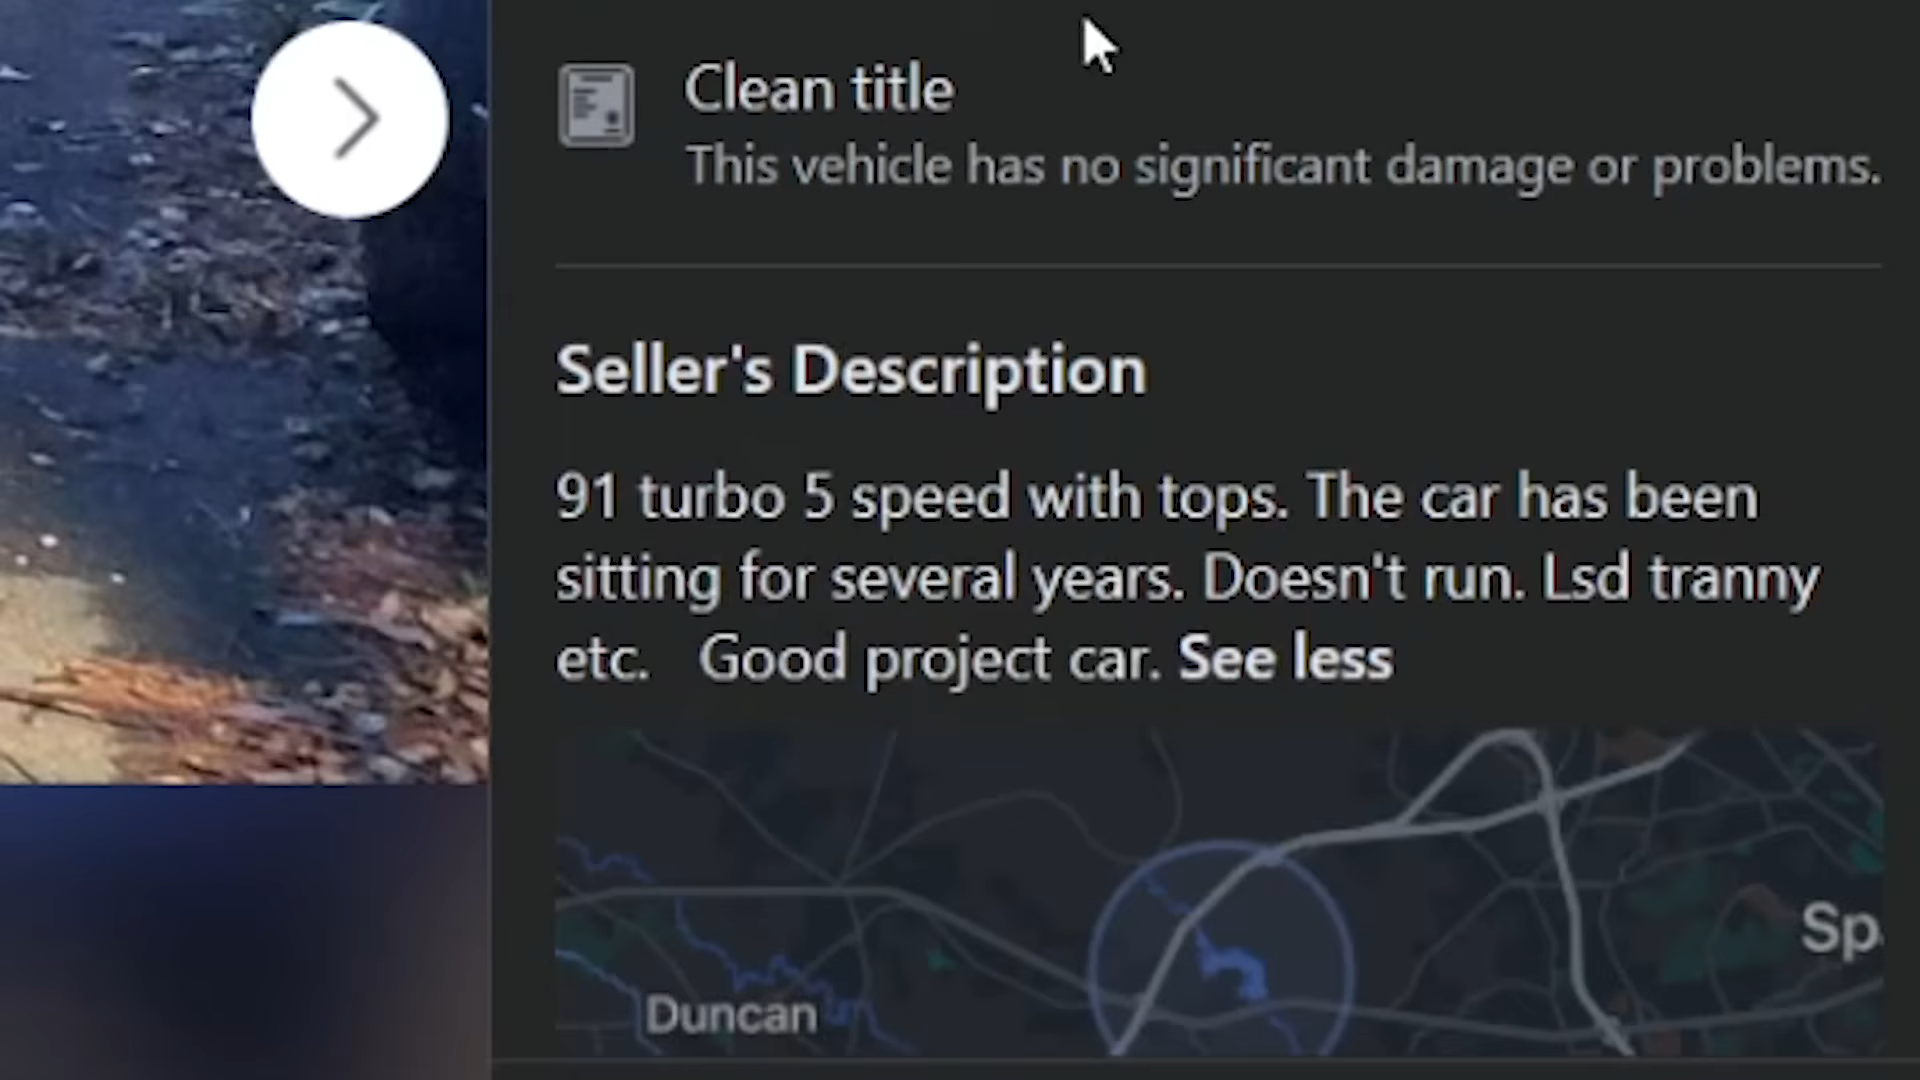 Clean title
This vehicle has no significant damage or problems.
Seller's Description
91 turbo 5 speed with tops. The car has been
sitting for several years. Doesn't run. Lsd tranny
etc. Good project car. See less
Sp
Duncan